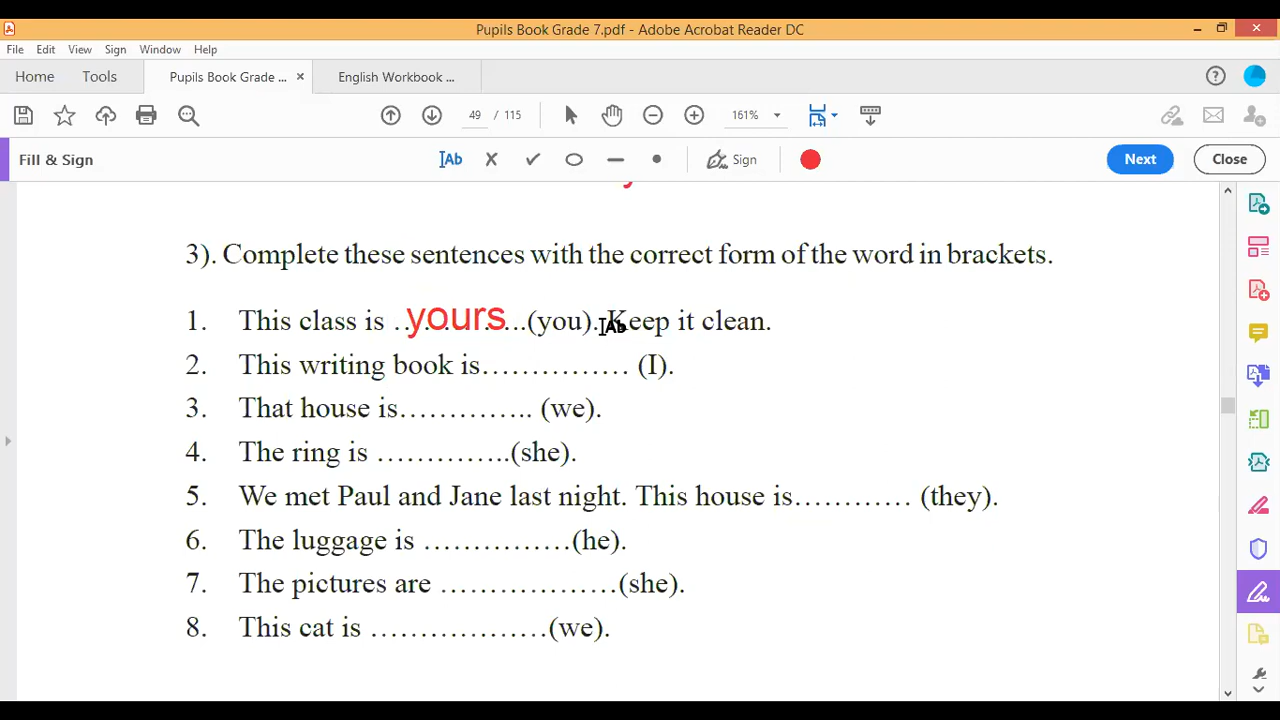 Pupils Book Grade 7.pdf - Adobe Acrobat Reader DC
File Edit View Sign Window Help
Home Tools Pupils Book Grade ... × English Workbook ...
49 / 115 161%
Fill & Sign Ab Sign Next Close
3). Complete these sentences with the correct form of the word in brackets.
1. This class is ..yours..(you). Keep it clean.
2. This writing book is…………… (I).
3. That house is………….. (we).
4. The ring is …………..(she).
5. We met Paul and Jane last night. This house is………… (they).
6. The luggage is ……………(he).
7. The pictures are ………………(she).
8. This cat is ………………(we).